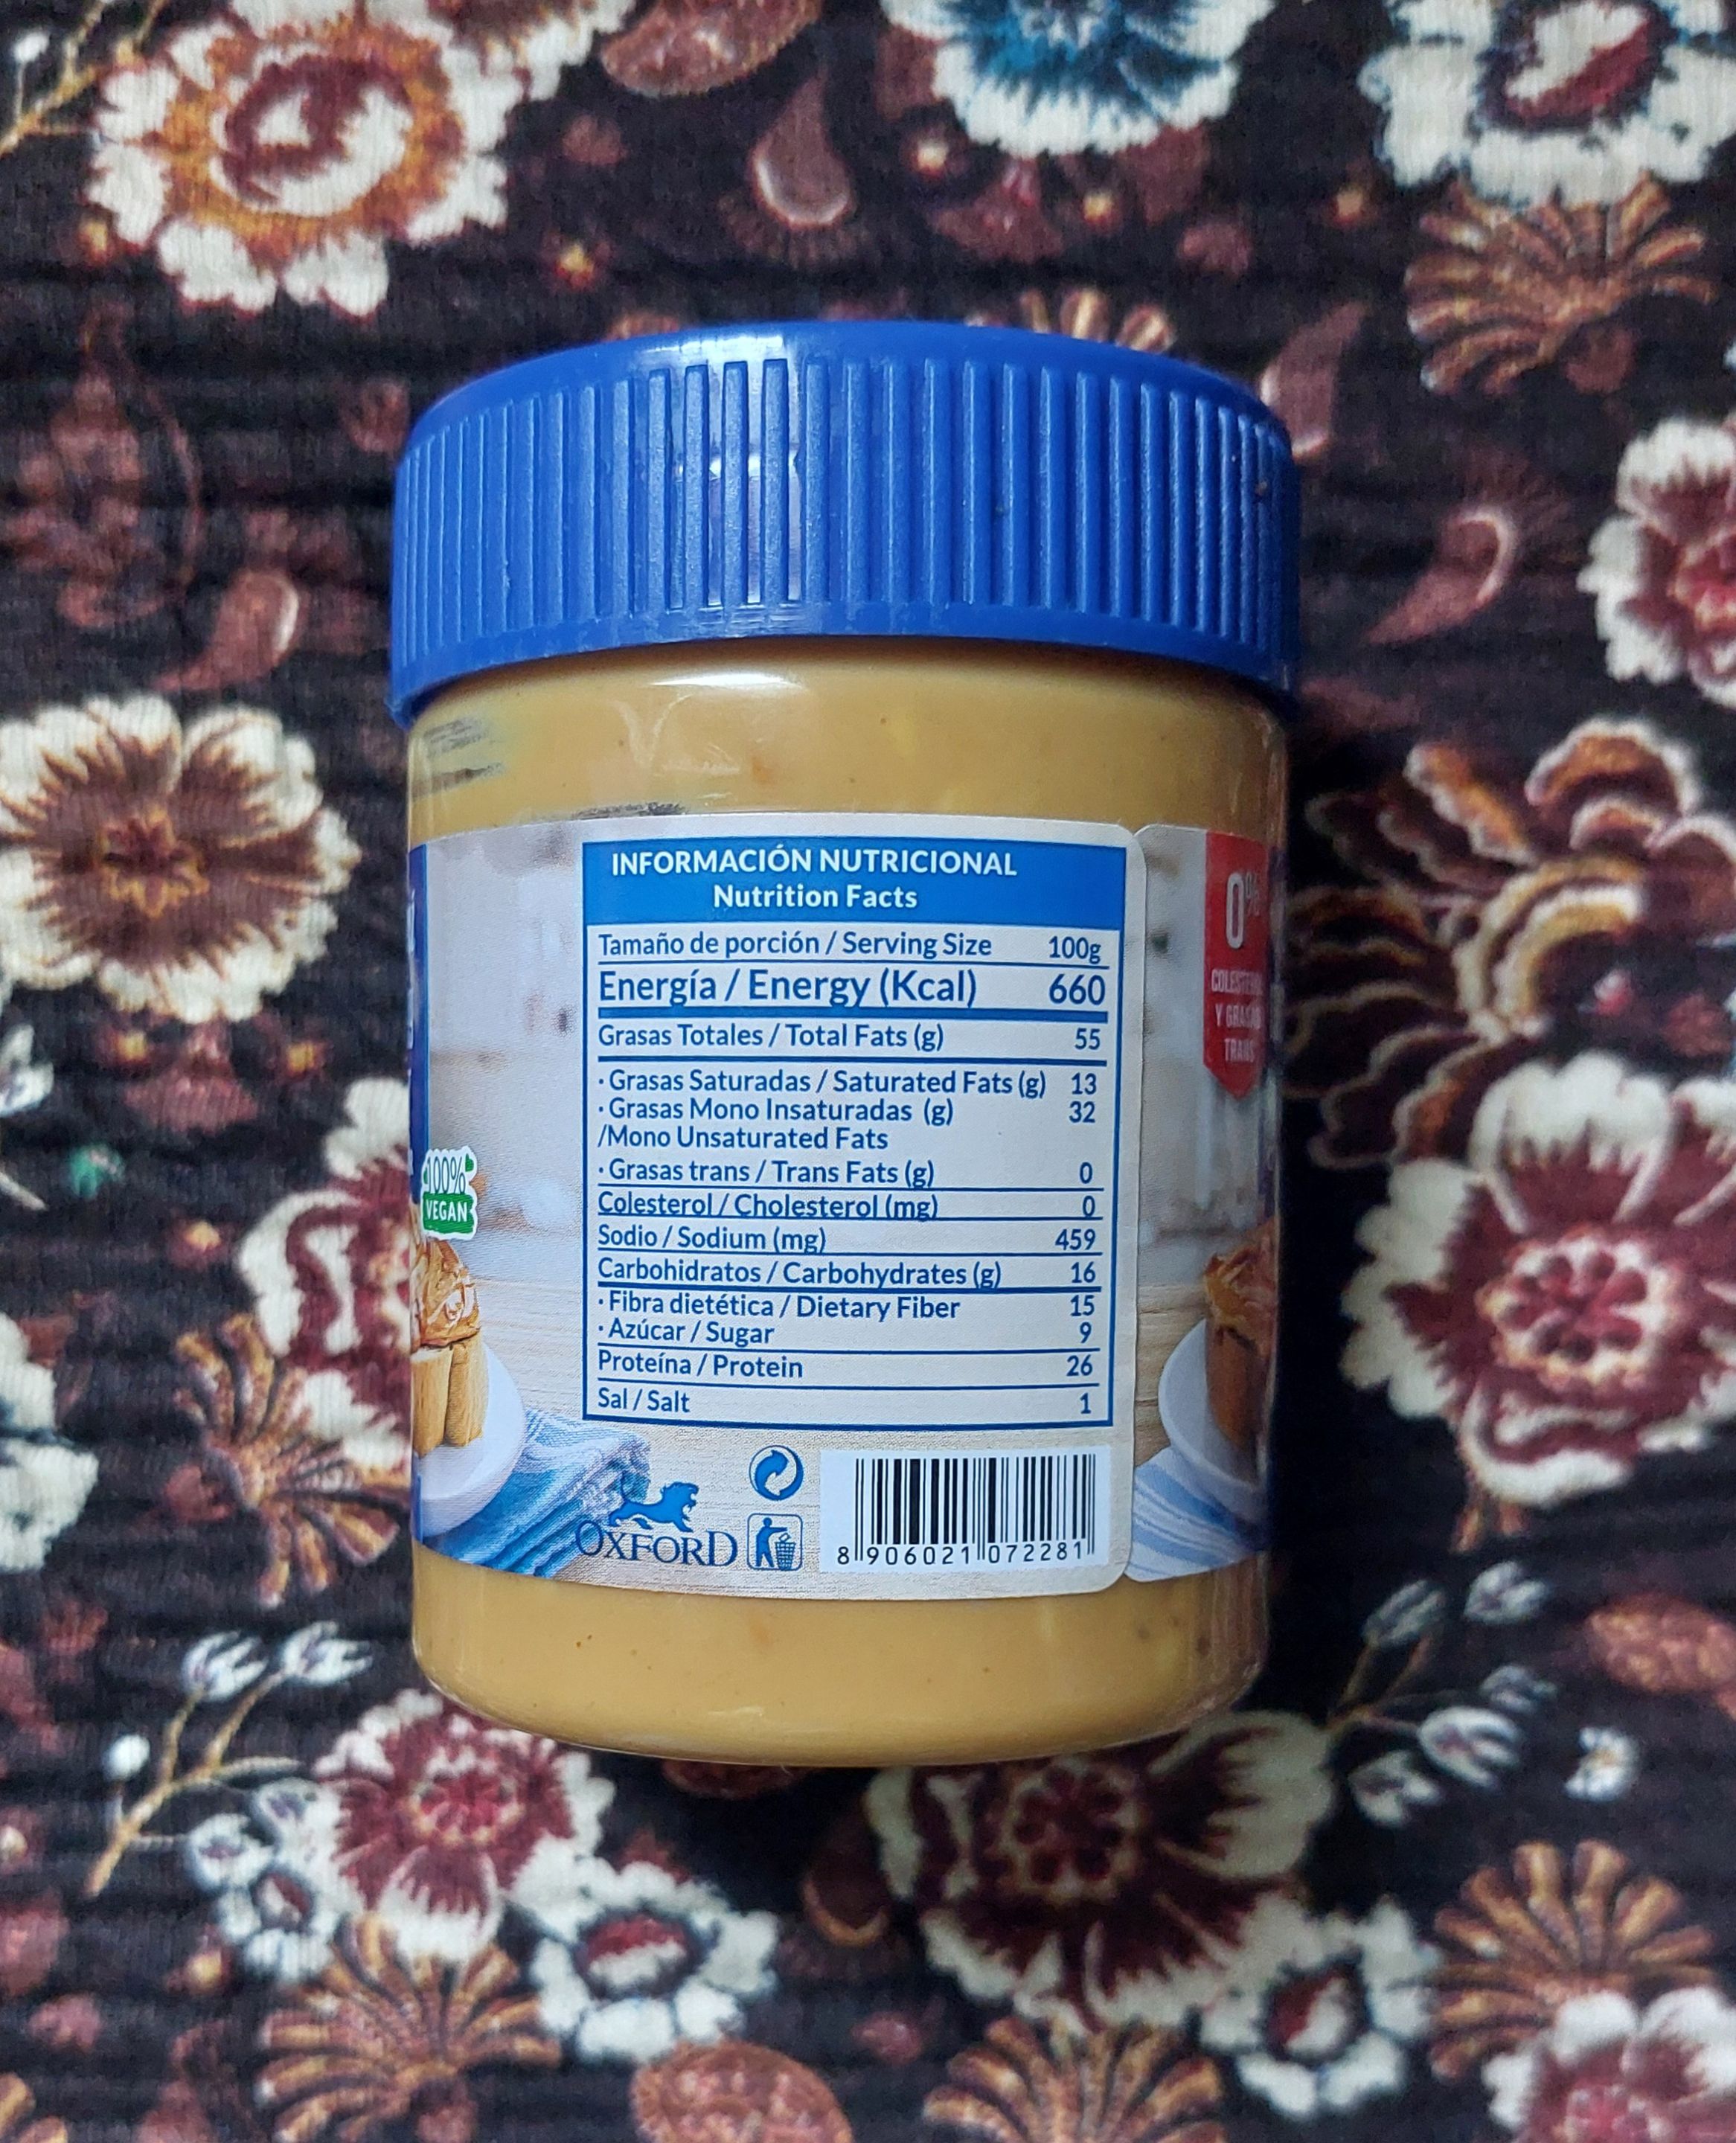 INFORMACIÓN NUTRICIONAL
Nutrition Facts
Tamaño de porción / Serving Size 100g
Energía / Energy (Kcal) 660
Grasas Totales / Total Fats (g) 55
· Grasas Saturadas / Saturated Fats (g) 13
· Grasas Mono Insaturadas (g) 32
/Mono Unsaturated Fats
· Grasas trans / Trans Fats (g) 0
Colesterol / Cholesterol (mg) 0
Sodio / Sodium (mg) 459
Carbohidratos / Carbohydrates (g) 16
· Fibra dietética / Dietary Fiber 15
· Azúcar / Sugar 9
Proteína / Protein 26
Sal / Salt 1
OXFORD
8 906021 072281
100%
VEGAN
0%
COLESTEROL
Y GRASAS
TRANS